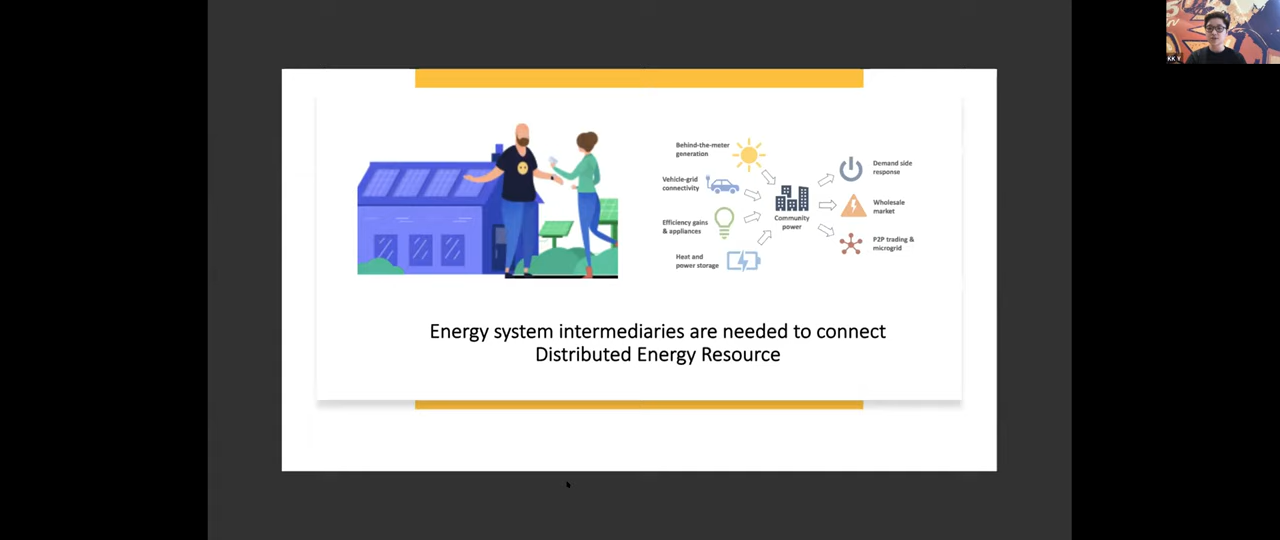 Behind-the-meter
generation
Vehicle-grid
connectivity
Efficiency gains
& appliances
Heat and
power storage
Community
power
Demand side
response
Wholesale
market
P2P trading &
microgrid
Energy system intermediaries are needed to connect
Distributed Energy Resource
KK Y